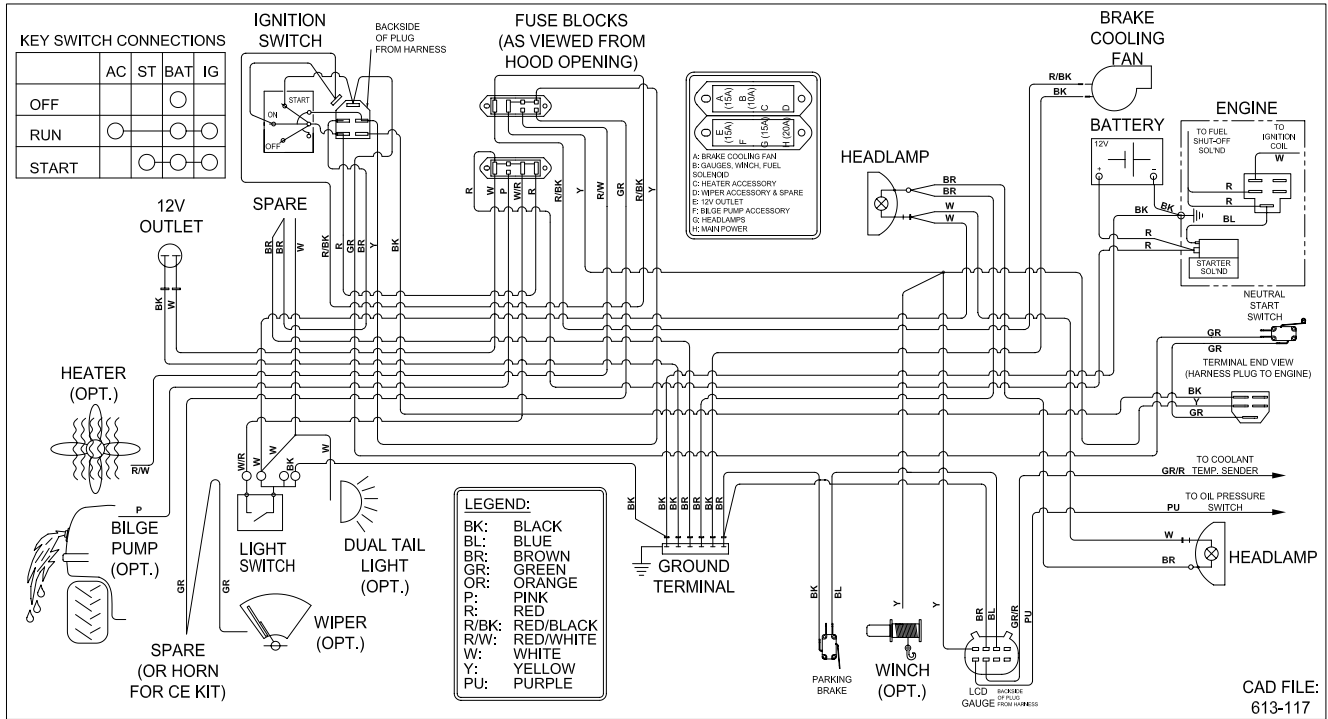 KEY SWITCH CONNECTIONS
AC ST BAT IG
OFF
RUN
START
IGNITION
SWITCH
BACKSIDE
OF PLUG
FROM HARNESS
START
ON
OFF
FUSE BLOCKS
(AS VIEWED FROM
HOOD OPENING)
A (15A)
B (10A)
C
D
E (15A)
F
G (15A)
H (20A)
A: BRAKE COOLING FAN
B: GAUGES, WINCH, FUEL
SOLENOID
C: HEATER ACCESSORY
D: WIPER ACCESSORY & SPARE
E: 12V OUTLET
F: BILGE PUMP ACCESSORY
G: HEADLAMPS
H: MAIN POWER
BRAKE
COOLING
FAN
R/BK
BK
BATTERY
12V
+
-
ENGINE
TO FUEL
SHUT-OFF
SOL'ND
TO
IGNITION
COIL
W
R
R
BL
BK
BK
R
R
STARTER
SOL'ND
HEADLAMP
BR
BR
W
W
12V
OUTLET
BK
W
SPARE
BR
BR
W
R/BK
R
GR
BR
Y
BK
R
W
P
W/R
R
R/BK
Y
R/W
GR
R/BK
Y
NEUTRAL
START
SWITCH
GR
GR
TERMINAL END VIEW
(HARNESS PLUG TO ENGINE)
BK
Y
GR
HEATER
(OPT.)
R/W
P
BILGE
PUMP
(OPT.)
W/R
W
W
BK
W
LIGHT
SWITCH
DUAL TAIL
LIGHT
(OPT.)
GR
GR
SPARE
(OR HORN
FOR CE KIT)
WIPER
(OPT.)
LEGEND:
BK: BLACK
BL: BLUE
BR: BROWN
GR: GREEN
OR: ORANGE
P: PINK
R: RED
R/BK: RED/BLACK
R/W: RED/WHITE
W: WHITE
Y: YELLOW
PU: PURPLE
BK
BK
BK
BR
BR
BK
BR
GROUND
TERMINAL
BK
BL
PARKING
BRAKE
Y
WINCH
(OPT.)
Y
BR
BL
GR/R
PU
LCD
GAUGE
BACKSIDE
OF PLUG
FROM HARNESS
TO COOLANT
TEMP. SENDER
GR/R
TO OIL PRESSURE
SWITCH
PU
W
BR
HEADLAMP
CAD FILE:
613-117